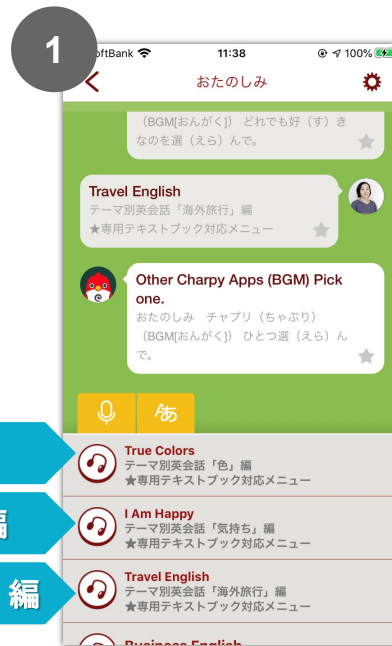 1
oftBank 11:38 100%
おたのしみ
（BGM[おんがく]） どれでも好（す）き
なのを選（えら）んで。
Travel English
テーマ別英会話「海外旅行」編
★専用テキストブック対応メニュー
Other Charpy Apps (BGM) Pick
one.
おたのしみ チャプリ（ちゃぷり）
（BGM[おんがく]） ひとつ選（えら）ん
で。
Aあ
True Colors
テーマ別英会話「色」編
★専用テキストブック対応メニュー
I Am Happy
テーマ別英会話「気持ち」編
★専用テキストブック対応メニュー
編
Travel English
テーマ別英会話「海外旅行」編
★専用テキストブック対応メニュー
編
Business English